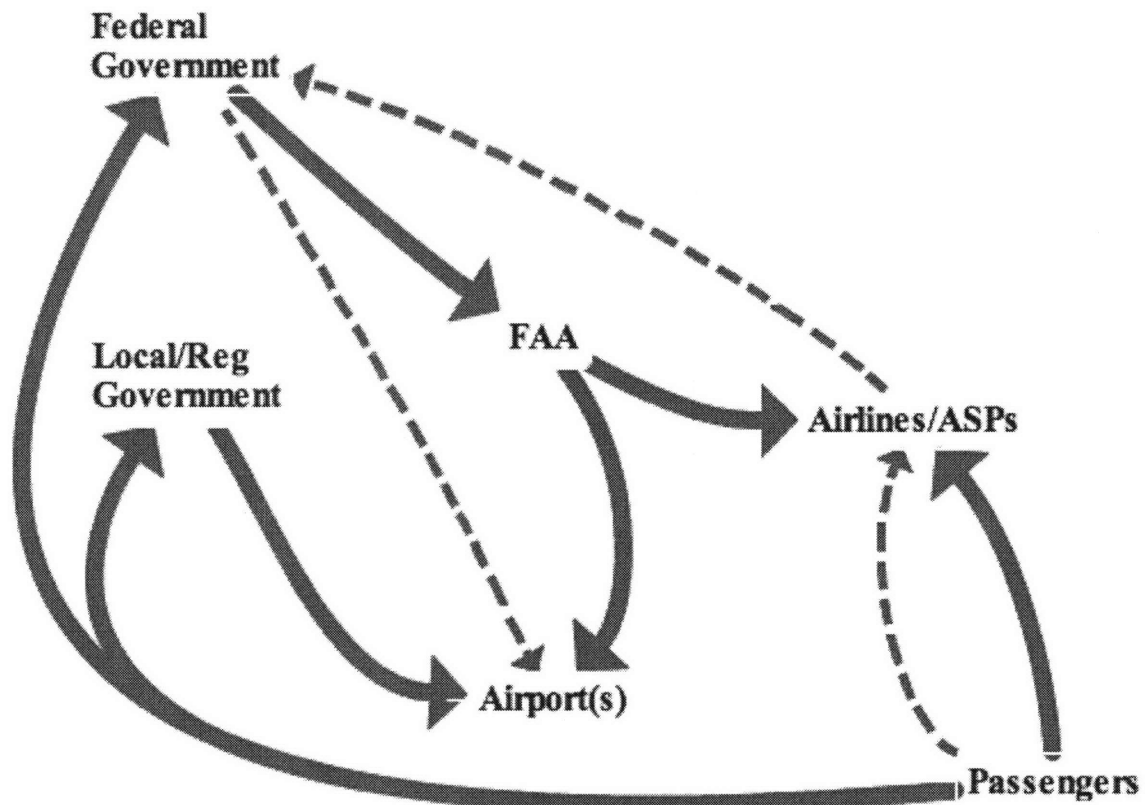 Federal
Government
FAA
Local/Reg
Government
Airlines/ASPs
Airport(s)
Passengers